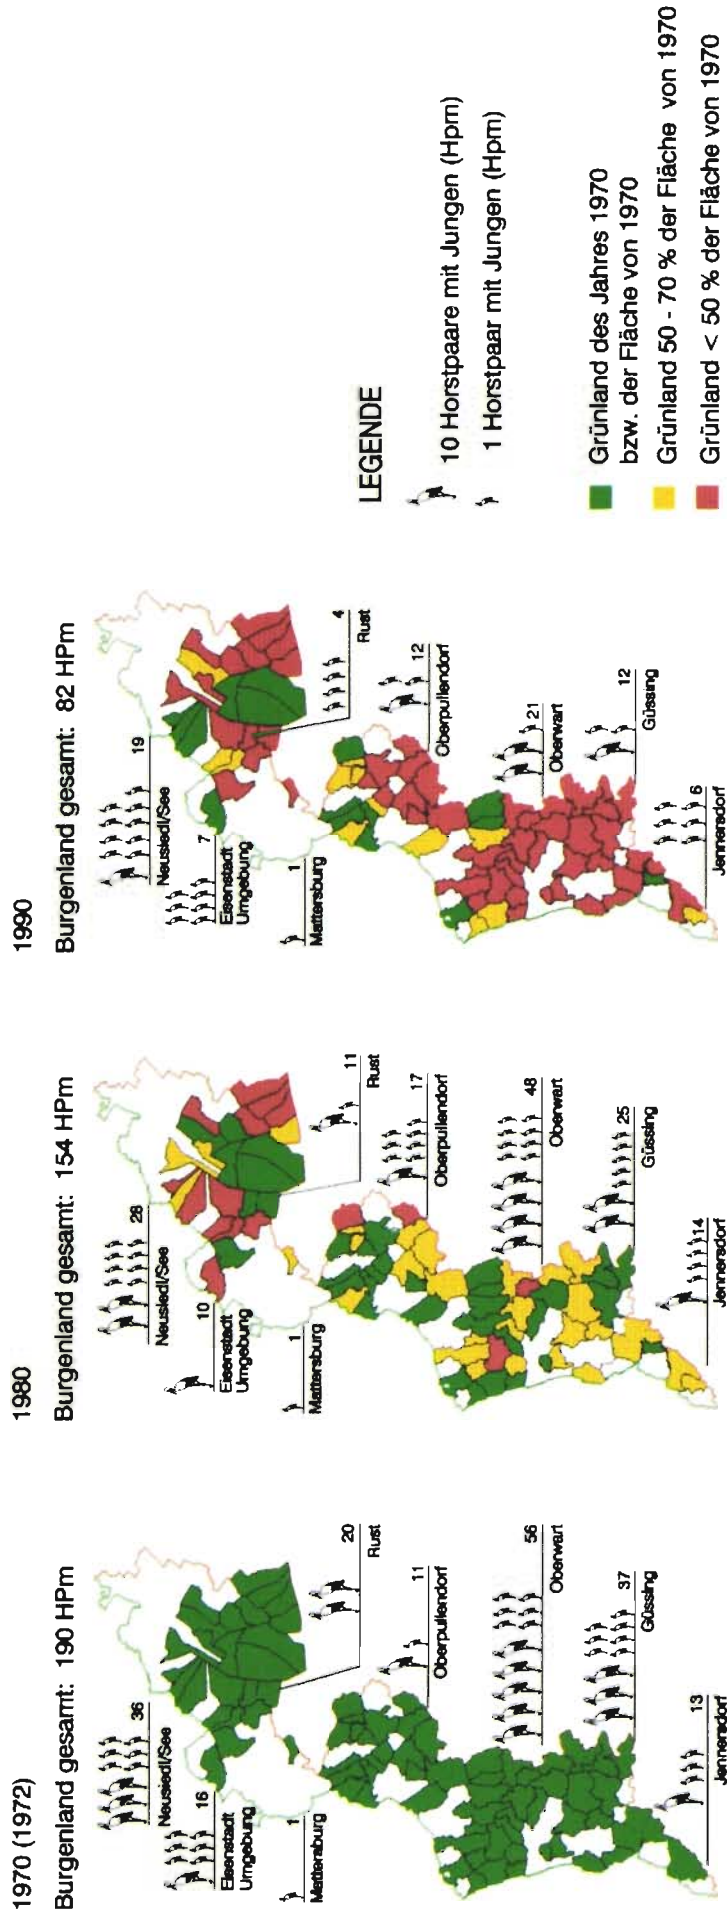 1970 (1972)
Burgenland gesamt: 190 HPm
36
Neusiedl/See
16
Eisenstadt
Umgebung
1
Mattersburg
20
Rust
11
Oberpullendorf
56
Oberwart
37
Güssing
13
Jennersdorf
1980
Burgenland gesamt: 154 HPm
28
Neusiedl/See
10
Eisenstadt
Umgebung
1
Mattersburg
11
Rust
17
Oberpullendorf
48
Oberwart
25
Güssing
14
Jennersdorf
1990
Burgenland gesamt: 82 HPm
19
Neusiedl/See
7
Eisenstadt
Umgebung
1
Mattersburg
4
Rust
12
Oberpullendorf
21
Oberwart
12
Güssing
6
Jennersdorf
LEGENDE
10 Horstpaare mit Jungen (Hpm)
1 Horstpaar mit Jungen (Hpm)
Grünland des Jahres 1970
bzw. der Fläche von 1970
Grünland 50 - 70 % der Fläche von 1970
Grünland < 50 % der Fläche von 1970